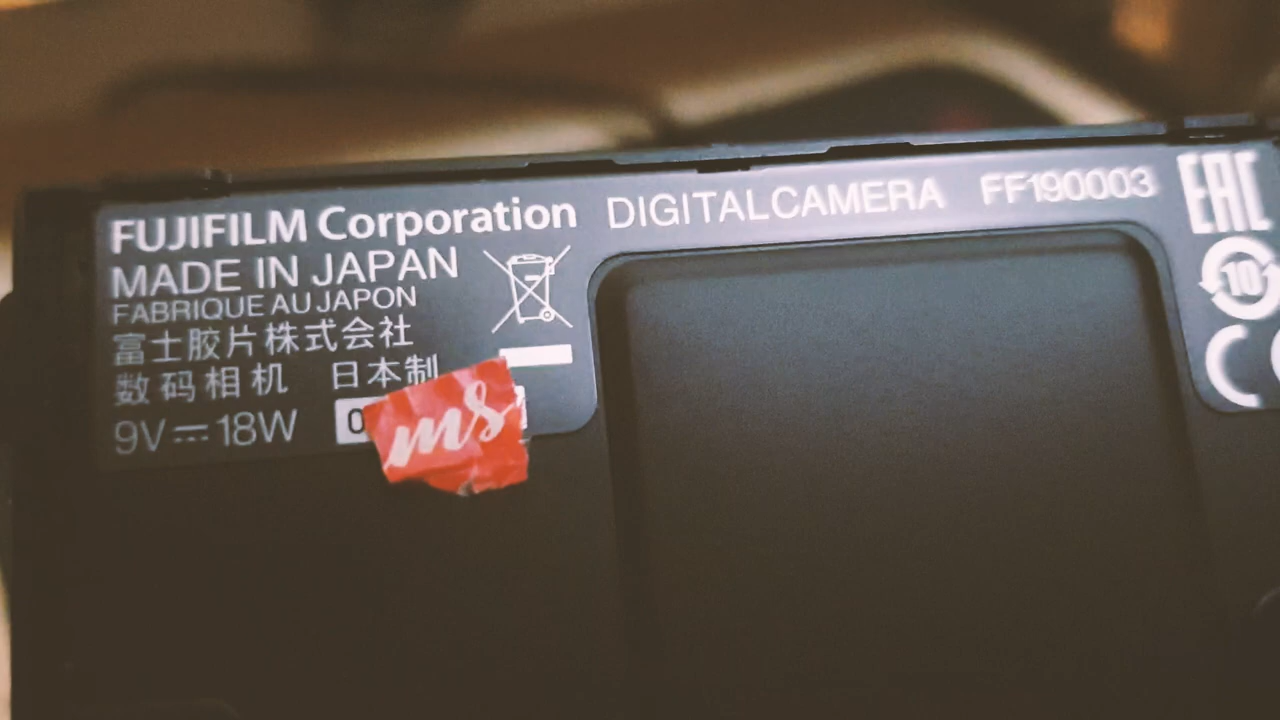 FUJIFILM Corporation DIGITALCAMERA FF190003 EAC
MADE IN JAPAN
FABRIQUE AU JAPON
10
富士胶片株式会社
数码相机 日本制
9V⎓18W
0
ms